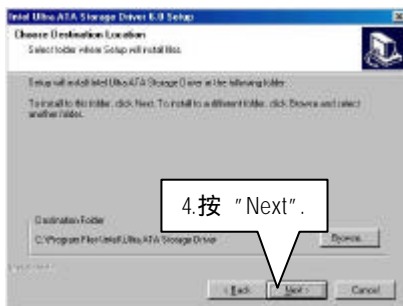 Intel Ultra ATA Storage Driver 6.0 Setup
Choose Destination Location
Select folder where Setup will install files.
Setup will install Intel Ultra ATA Storage Driver in the following folder.
To install to this folder, click Next. To install to a different folder, click Browse and select
another folder.
4.按 "Next".
Destination Folder
C:\Program Files\Intel\Ultra ATA Storage Driver
Browse...
< Back
Next >
Cancel